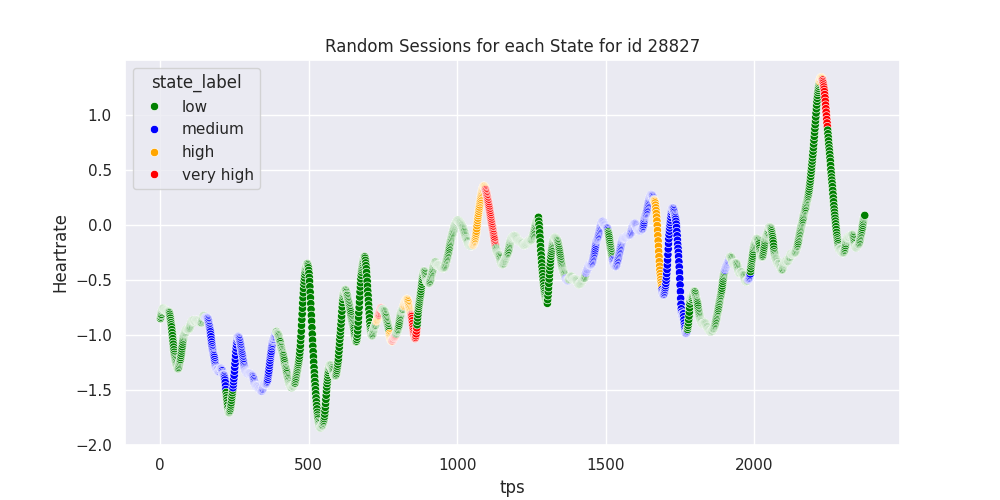 Random Sessions for each State for id 28827
state_label
low
medium
high
very high
Heartrate
1.0
0.5
0.0
−0.5
−1.0
−1.5
−2.0
0 500 1000 1500 2000
tps